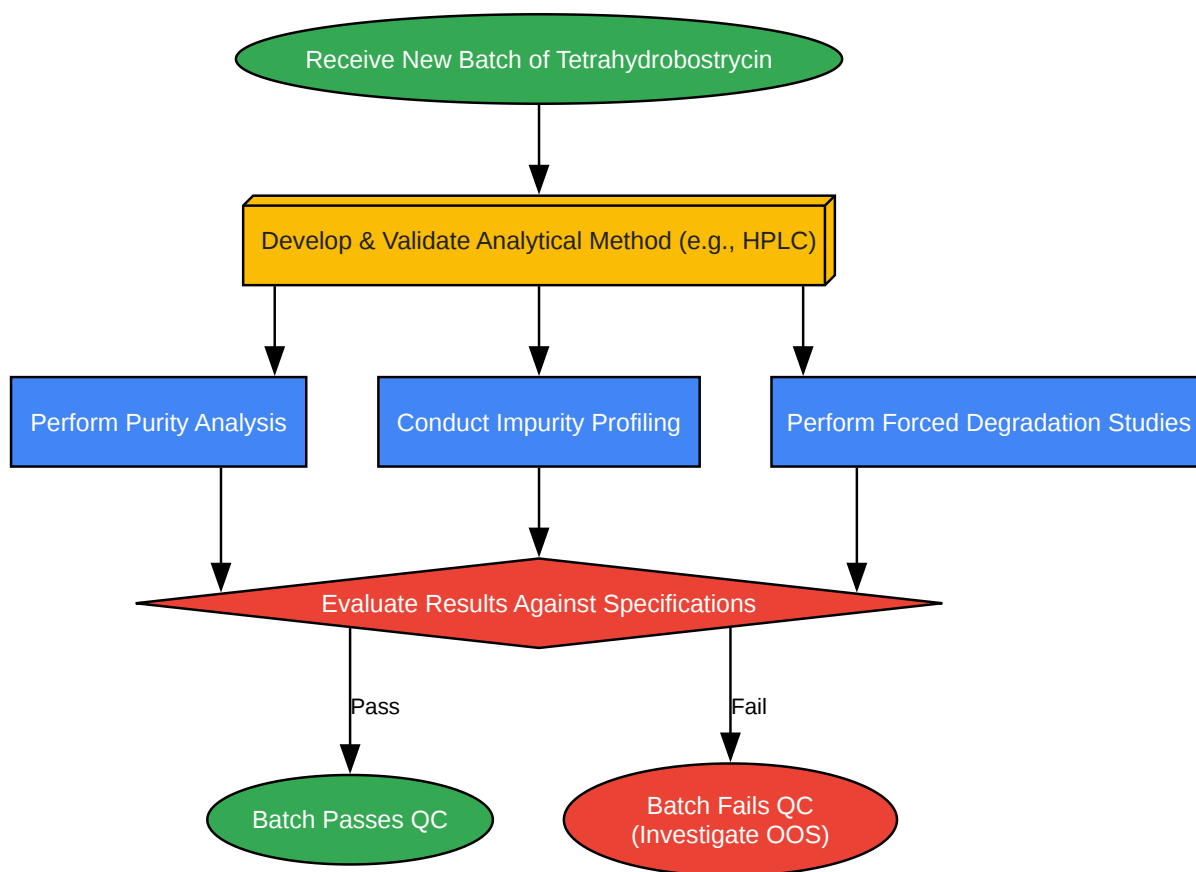 Receive New Batch of Tetrahydrobostrycin
Develop & Validate Analytical Method (e.g., HPLC)
Perform Purity Analysis
Conduct Impurity Profiling
Perform Forced Degradation Studies
Evaluate Results Against Specifications
Pass
Fail
Batch Passes QC
Batch Fails QC
(Investigate OOS)